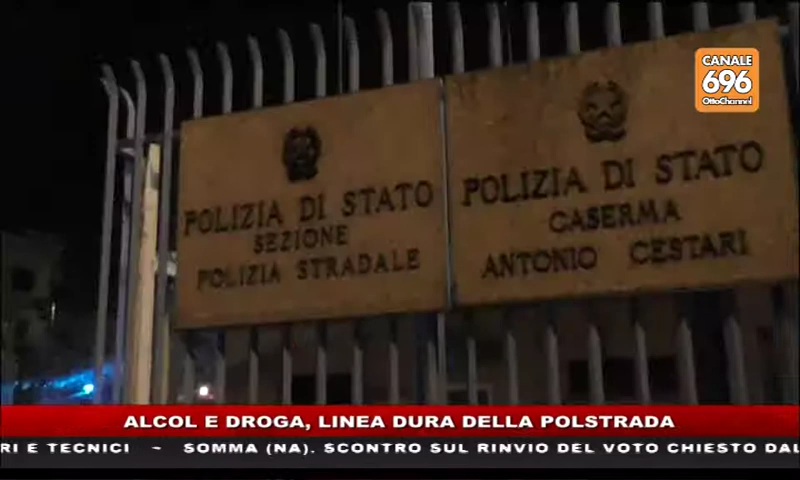 CANALE
696
OttoChannel
POLIZIA DI STATO
SEZIONE
POLIZIA STRADALE
POLIZIA DI STATO
CASERMA
ANTONIO CESTARI
ALCOL E DROGA, LINEA DURA DELLA POLSTRADA
RI E TECNICI ~ SOMMA (NA). SCONTRO SUL RINVIO DEL VOTO CHIESTO DAL